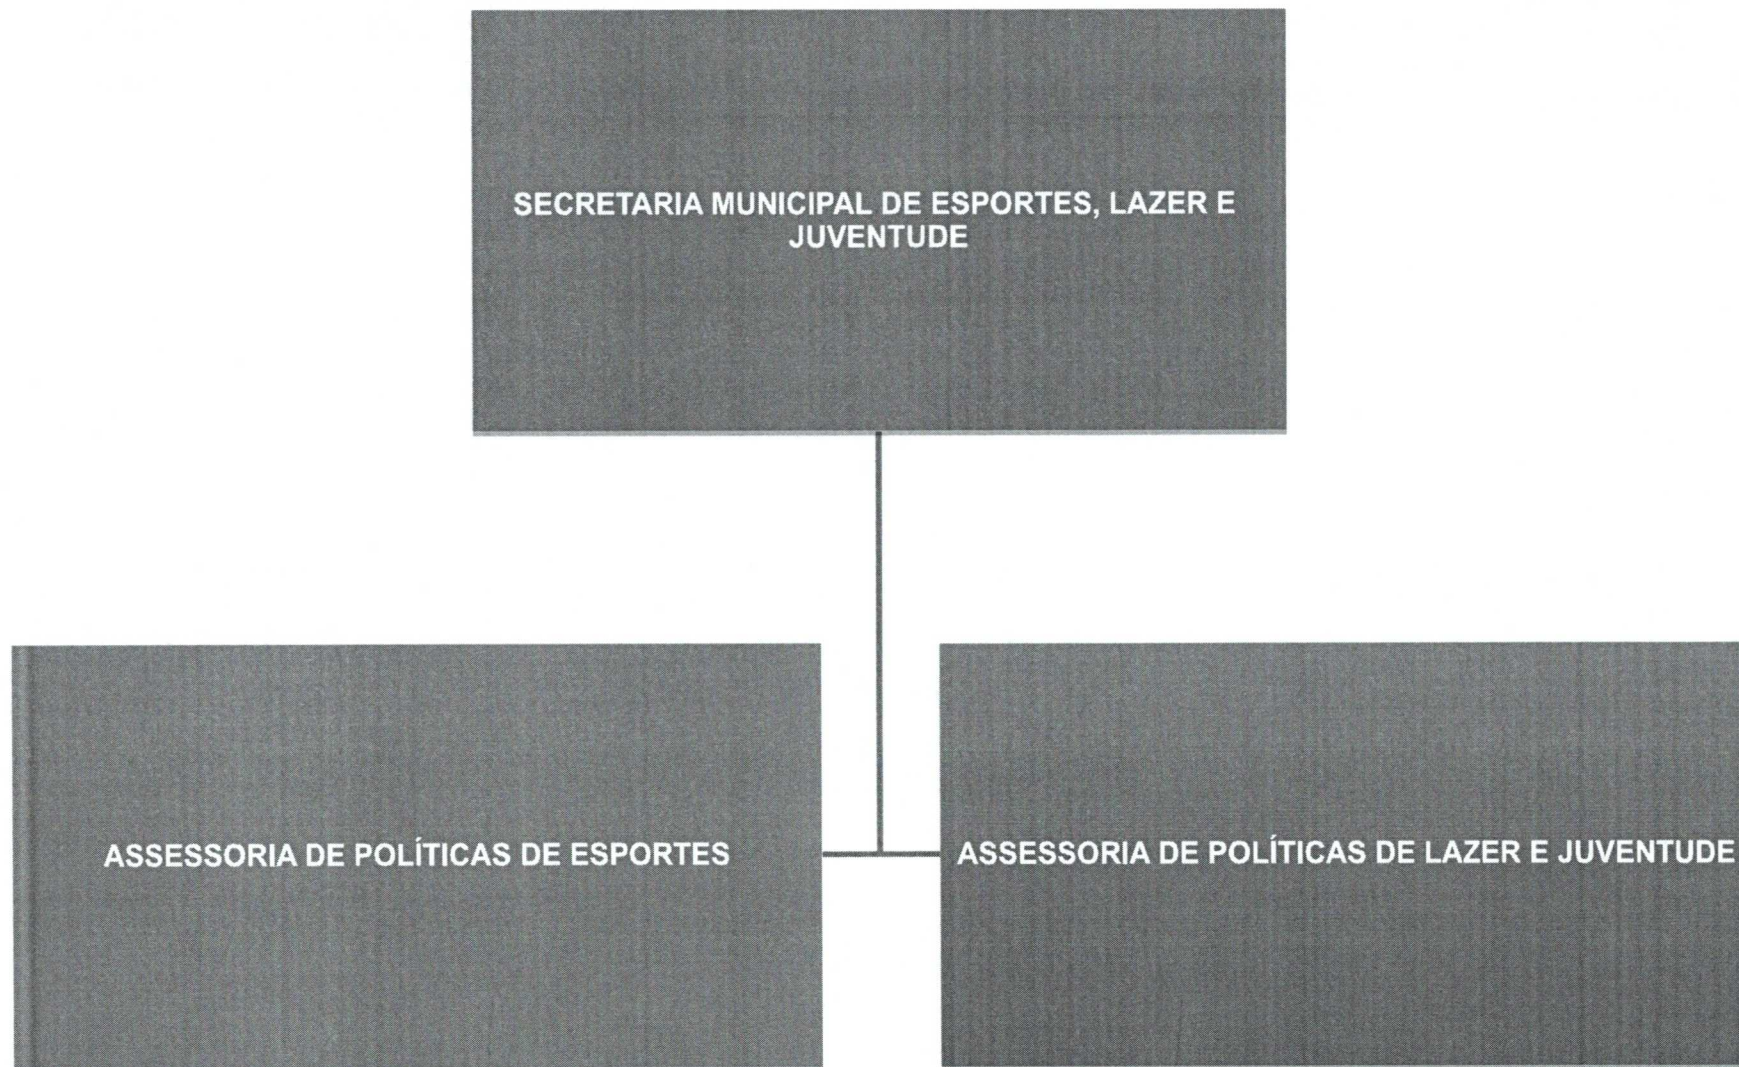 SECRETARIA MUNICIPAL DE ESPORTES, LAZER E
JUVENTUDE
ASSESSORIA DE POLÍTICAS DE ESPORTES
ASSESSORIA DE POLÍTICAS DE LAZER E JUVENTUDE